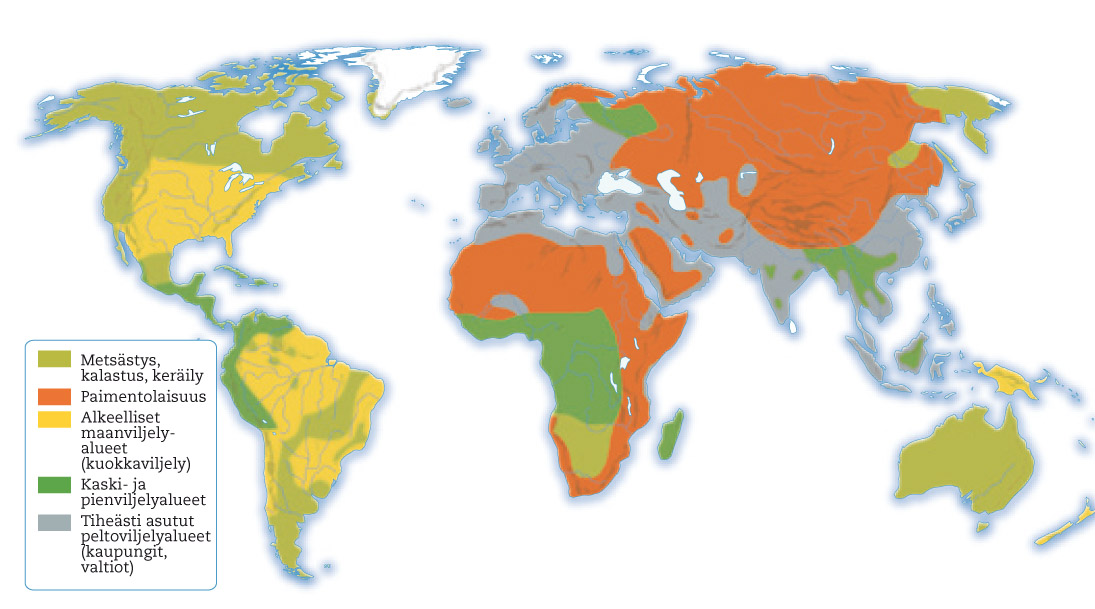 Metsästys,
kalastus, keräily
Paimentolaisuus
Alkeelliset
maanviljely-
alueet
(kuokkaviljely)
Kaski- ja
pienviljelyalueet
Tiheästi asutut
peltoviljelyalueet
(kaupungit,
valtiot)